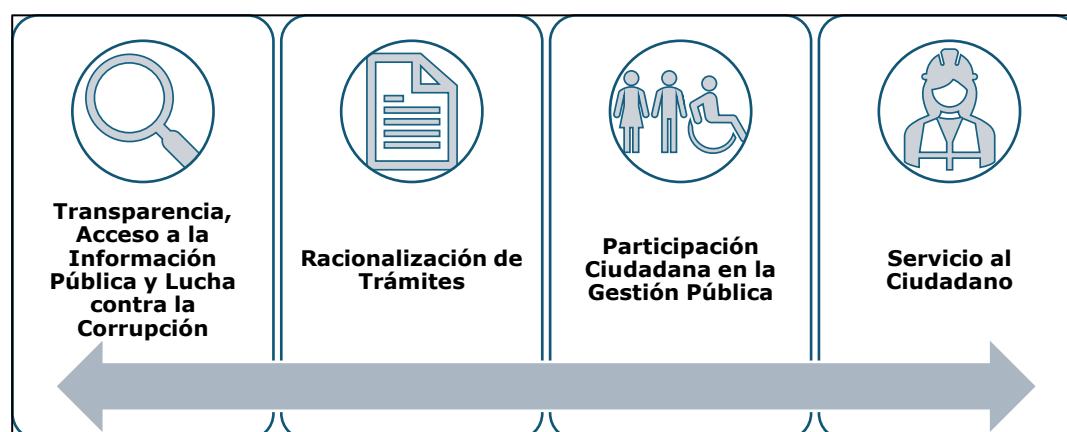 Transparencia,
Acceso a la
Información
Pública y Lucha
contra la
Corrupción
Racionalización de
Trámites
Participación
Ciudadana en la
Gestión Pública
Servicio al
Ciudadano